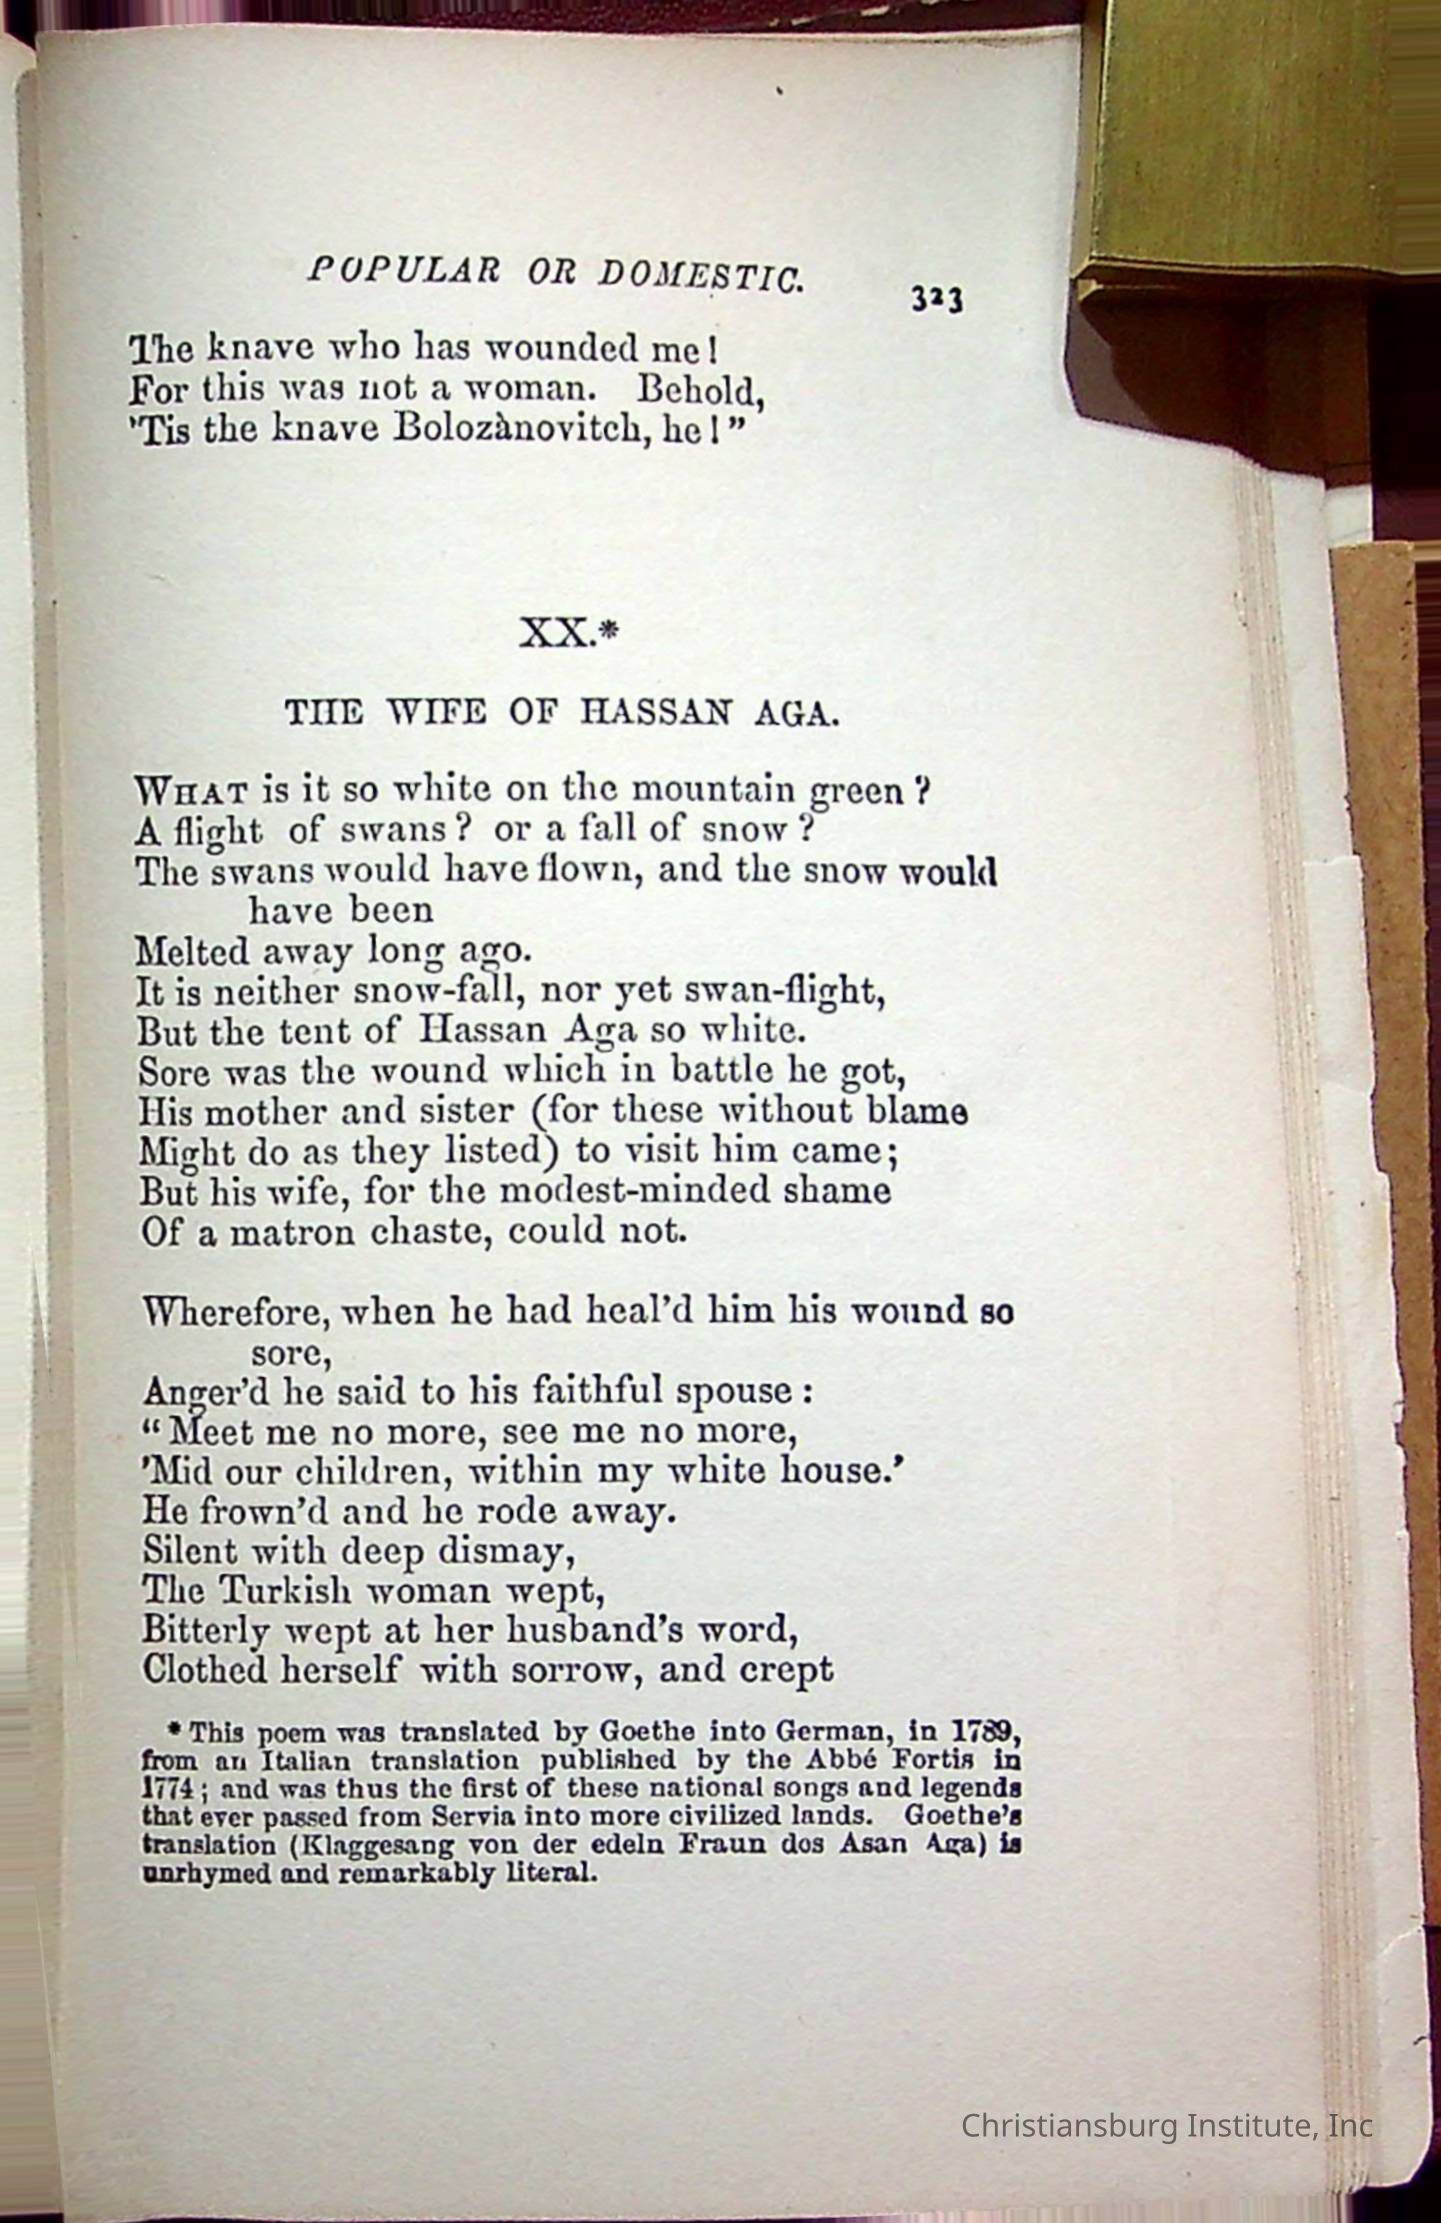 POPULAR OR DOMESTIC.
323
The knave who has wounded me!
For this was not a woman. Behold,
'Tis the knave Bolozànovitch, he!"
XX.*
THE WIFE OF HASSAN AGA.
WHAT is it so white on the mountain green?
A flight of swans? or a fall of snow?
The swans would have flown, and the snow would
have been
Melted away long ago.
It is neither snow-fall, nor yet swan-flight,
But the tent of Hassan Aga so white.
Sore was the wound which in battle he got,
His mother and sister (for these without blame
Might do as they listed) to visit him came;
But his wife, for the modest-minded shame
Of a matron chaste, could not.
Wherefore, when he had heal'd him his wound so
sore,
Anger'd he said to his faithful spouse:
"Meet me no more, see me no more,
'Mid our children, within my white house.'
He frown'd and he rode away.
Silent with deep dismay,
The Turkish woman wept,
Bitterly wept at her husband's word,
Clothed herself with sorrow, and crept
* This poem was translated by Goethe into German, in 1789,
from an Italian translation published by the Abbé Fortis in
1774; and was thus the first of these national songs and legends
that ever passed from Servia into more civilized lands. Goethe's
translation (Klaggesang von der edeln Fraun dos Asan Aga) is
unrhymed and remarkably literal.
Christiansburg Institute, Inc